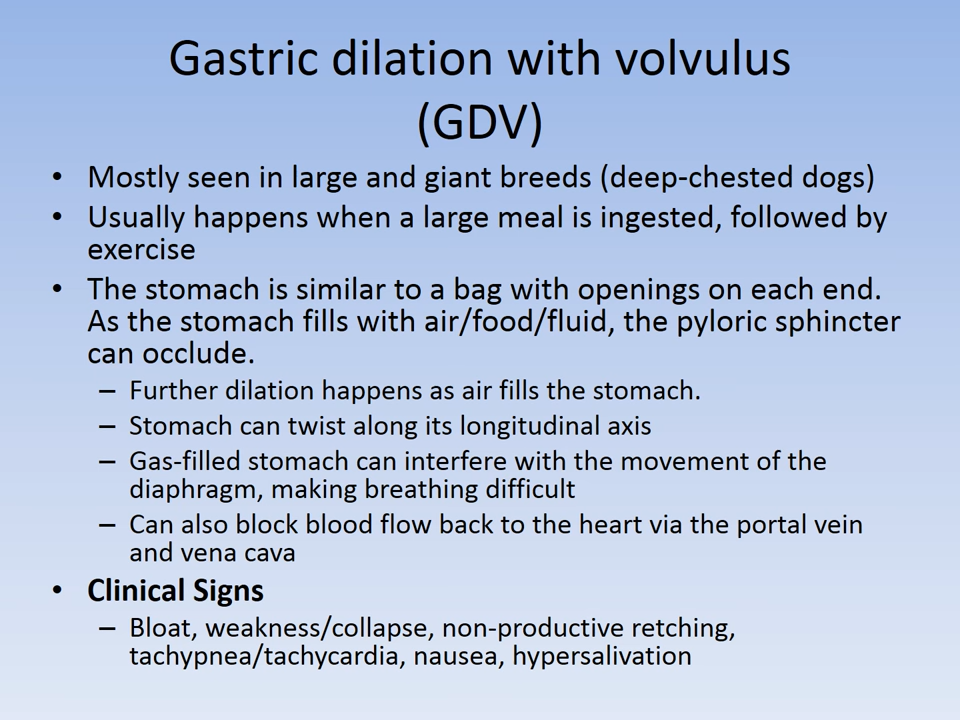 Gastric dilation with volvulus
(GDV)
• Mostly seen in large and giant breeds (deep-chested dogs)
• Usually happens when a large meal is ingested, followed by
exercise
• The stomach is similar to a bag with openings on each end.
As the stomach fills with air/food/fluid, the pyloric sphincter
can occlude.
– Further dilation happens as air fills the stomach.
– Stomach can twist along its longitudinal axis
– Gas-filled stomach can interfere with the movement of the
diaphragm, making breathing difficult
– Can also block blood flow back to the heart via the portal vein
and vena cava
• Clinical Signs
– Bloat, weakness/collapse, non-productive retching,
tachypnea/tachycardia, nausea, hypersalivation